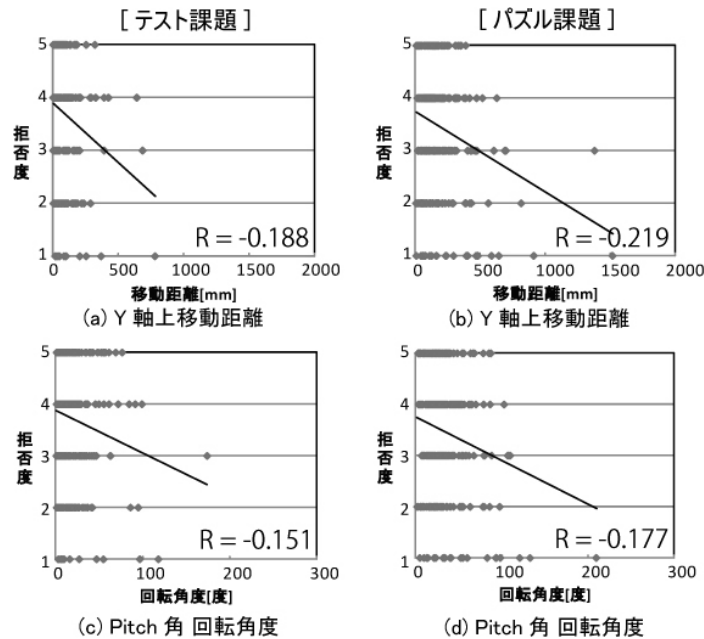 [ テスト課題 ]
[ パズル課題 ]
5
4
3
2
1
拒否度
R = -0.188
0 500 1000 1500 2000
移動距離[mm]
(a) Y 軸上移動距離
5
4
3
2
1
拒否度
R = -0.219
0 500 1000 1500 2000
移動距離[mm]
(b) Y 軸上移動距離
5
4
3
2
1
拒否度
R = -0.151
0 100 200 300
回転角度[度]
(c) Pitch 角 回転角度
5
4
3
2
1
拒否度
R = -0.177
0 100 200 300
回転角度[度]
(d) Pitch 角 回転角度